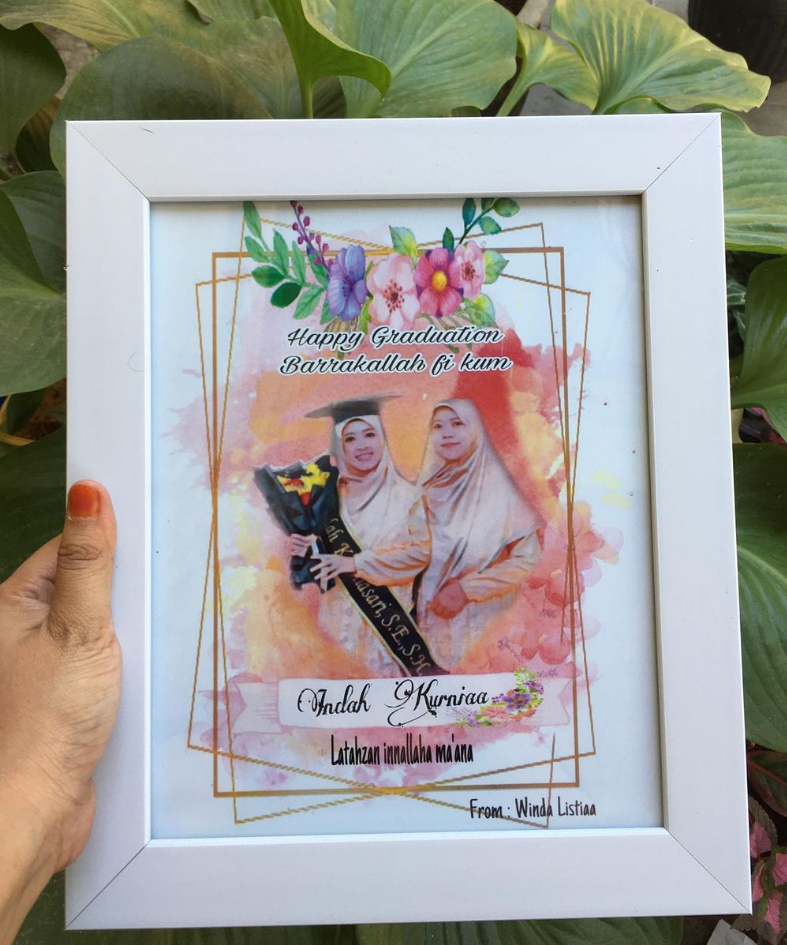 Happy Graduation
Barrakallah fi kum
S.E.,S.H
Indah Kurniaa
Latahzan innallaha ma'ana
From : Winda Listiaa